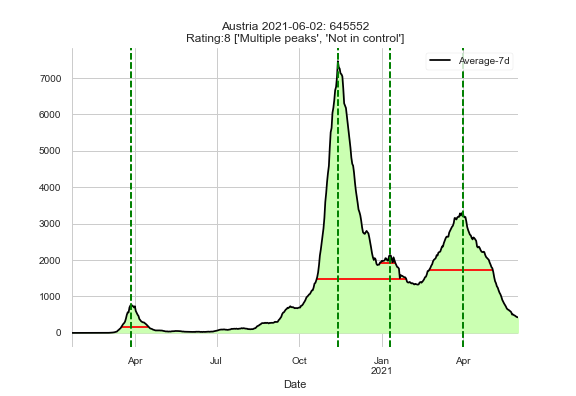 Austria 2021-06-02: 645552
Rating:8 ['Multiple peaks', 'Not in control']
Average-7d
7000
6000
5000
4000
3000
2000
1000
0
Apr
Jul
Oct
Jan
2021
Apr
Date